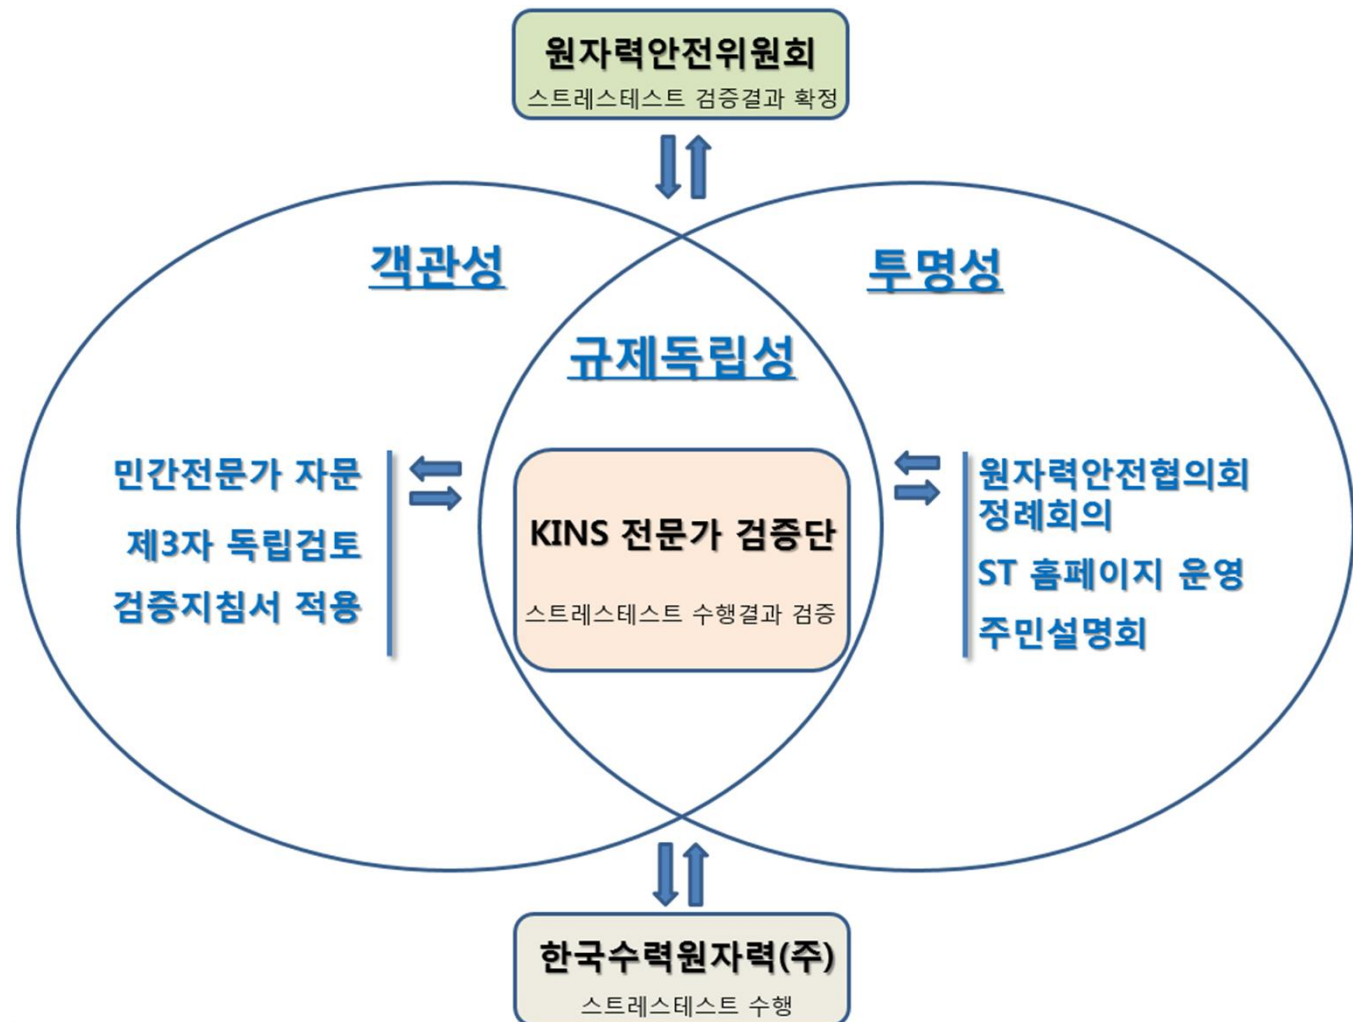 원자력안전위원회
스트레스테스트 검증결과 확정
객관성
투명성
규제독립성
민간전문가 자문
제3자 독립검토
검증지침서 적용
KINS 전문가 검증단
스트레스테스트 수행결과 검증
원자력안전협의회
정례회의
ST 홈페이지 운영
주민설명회
한국수력원자력(주)
스트레스테스트 수행